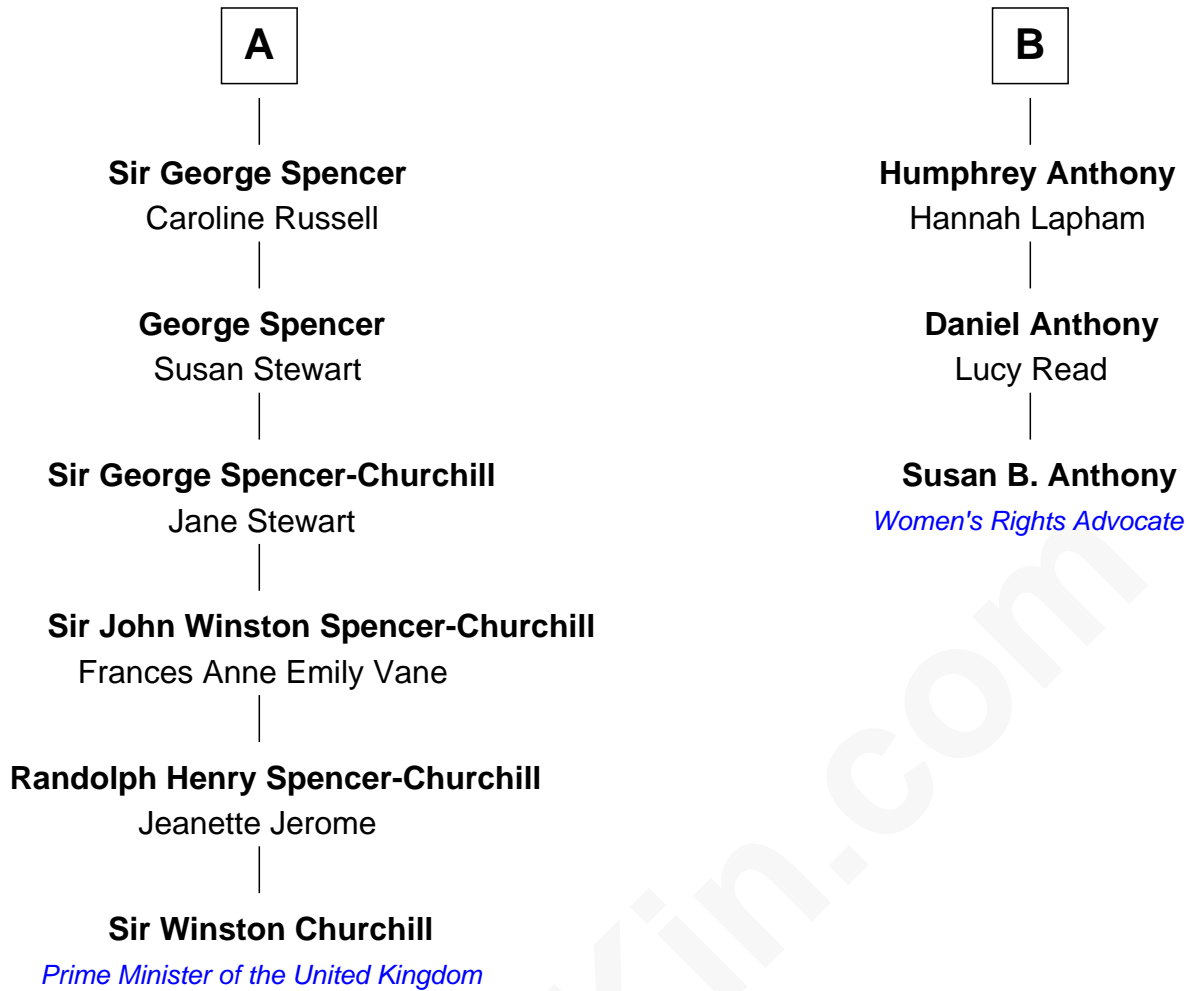 A
Sir George Spencer
Caroline Russell
George Spencer
Susan Stewart
Sir George Spencer-Churchill
Jane Stewart
Sir John Winston Spencer-Churchill
Frances Anne Emily Vane
Randolph Henry Spencer-Churchill
Jeanette Jerome
Sir Winston Churchill
Prime Minister of the United Kingdom
B
Humphrey Anthony
Hannah Lapham
Daniel Anthony
Lucy Read
Susan B. Anthony
Women's Rights Advocate
Kin.com